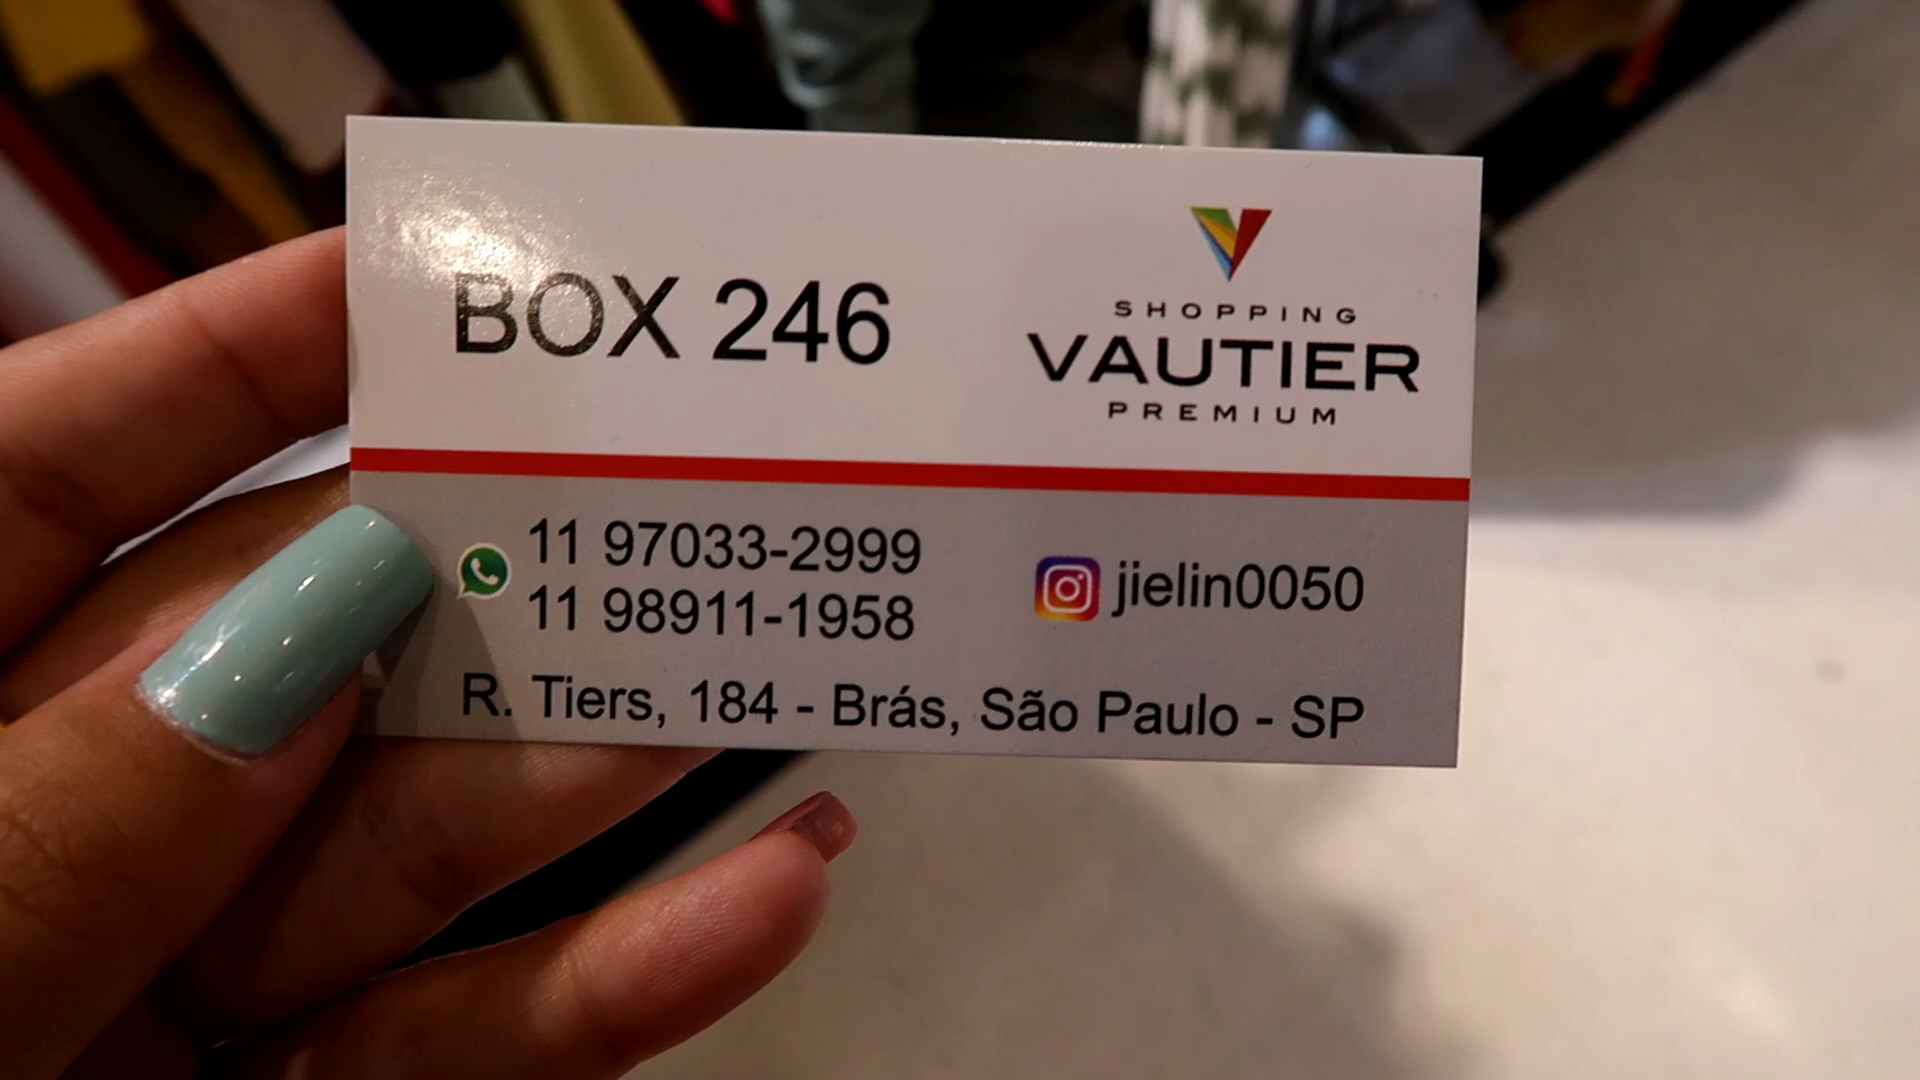 BOX 246
SHOPPING
VAUTIER
PREMIUM
11 97033-2999
11 98911-1958
jielin0050
R. Tiers, 184 - Brás, São Paulo - SP